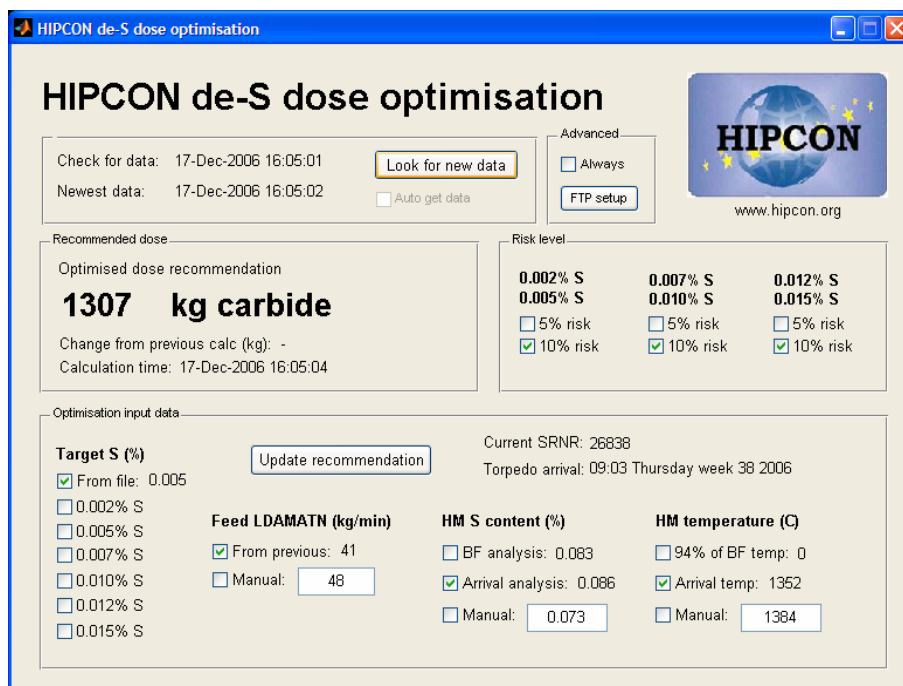 HIPCON de-S dose optimisation
HIPCON de-S dose optimisation
HIPCON
www.hipcon.org
Check for data: 17-Dec-2006 16:05:01
Newest data: 17-Dec-2006 16:05:02
Look for new data
Auto get data
Advanced
Always
FTP setup
Recommended dose
Optimised dose recommendation
1307 kg carbide
Change from previous calc (kg): -
Calculation time: 17-Dec-2006 16:05:04
Risk level
0.002% S 0.007% S 0.012% S
0.005% S 0.010% S 0.015% S
5% risk 5% risk 5% risk
10% risk 10% risk 10% risk
Optimisation input data
Target S (%)
From file: 0.005
0.002% S
0.005% S
0.007% S
0.010% S
0.012% S
0.015% S
Update recommendation
Current SRNR: 26838
Torpedo arrival: 09:03 Thursday week 38 2006
Feed LDAMATN (kg/min)
From previous: 41
Manual: 48
HM S content (%)
BF analysis: 0.083
Arrival analysis: 0.086
Manual: 0.073
HM temperature (C)
94% of BF temp: 0
Arrival temp: 1352
Manual: 1384